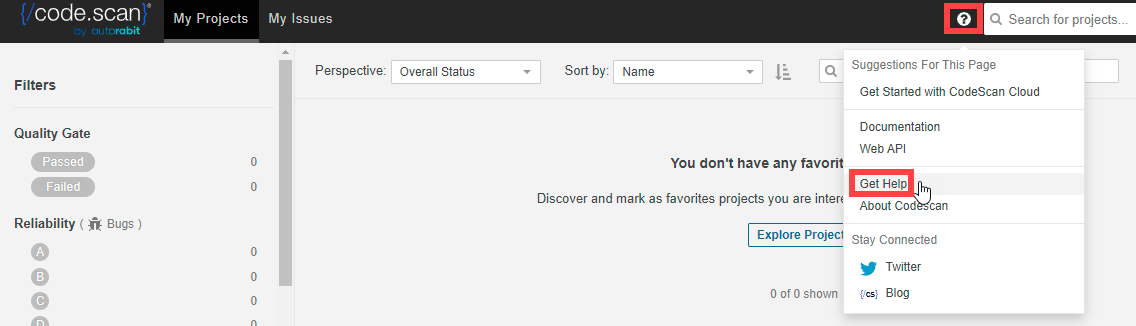 {/code.scan}®
by autorabit
My Projects
My Issues
?
Search for projects...
Filters
Quality Gate
Passed 0
Failed 0
Reliability ( Bugs )
A 0
B 0
C 0
D 0
Perspective: Overall Status
Sort by: Name
You don't have any favorit
Discover and mark as favorites projects you are inter
Explore Project
0 of 0 shown
Suggestions For This Page
Get Started with CodeScan Cloud
Documentation
Web API
Get Help
About Codescan
Stay Connected
Twitter
{/cs} Blog